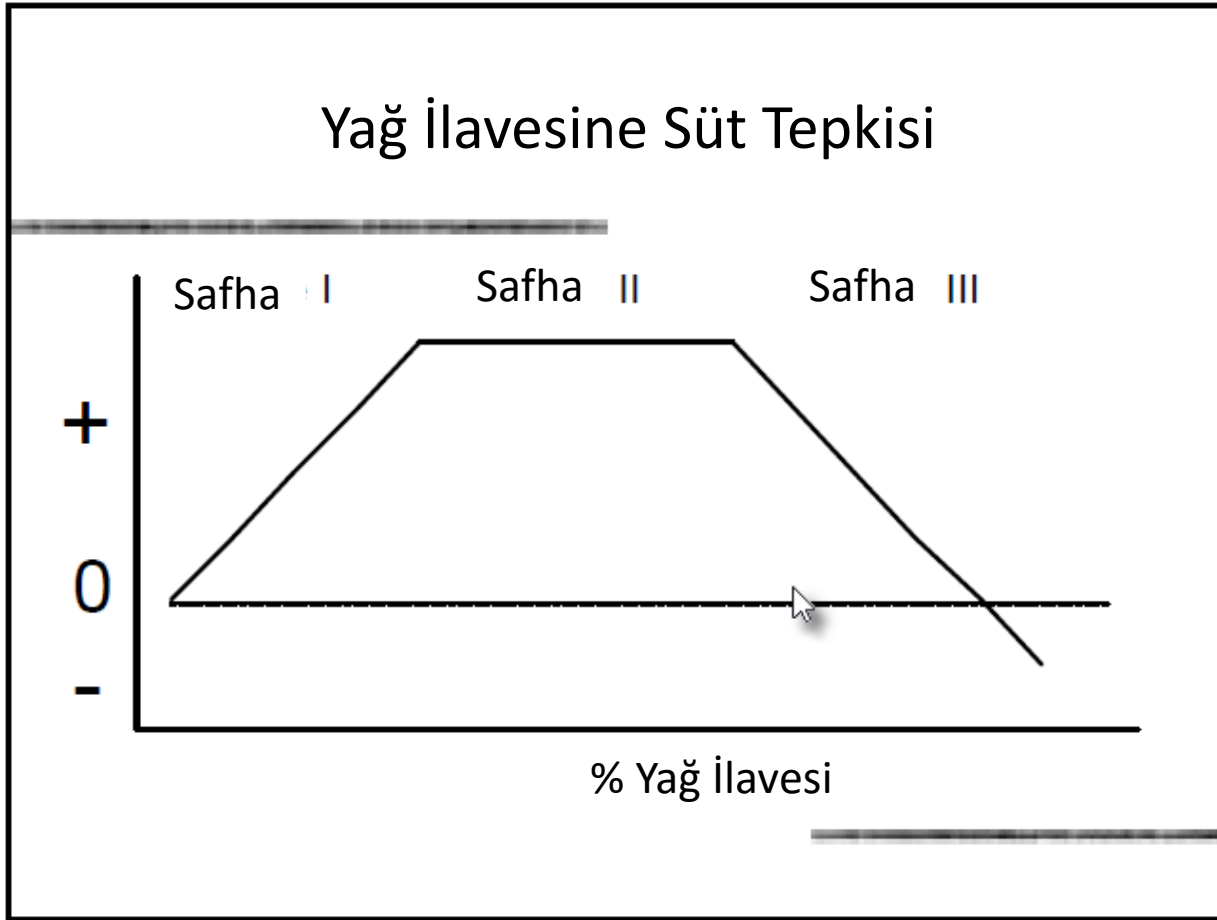 Yağ İlavesine Süt Tepkisi
Safha I Safha II Safha III
+
0
-
% Yağ İlavesi